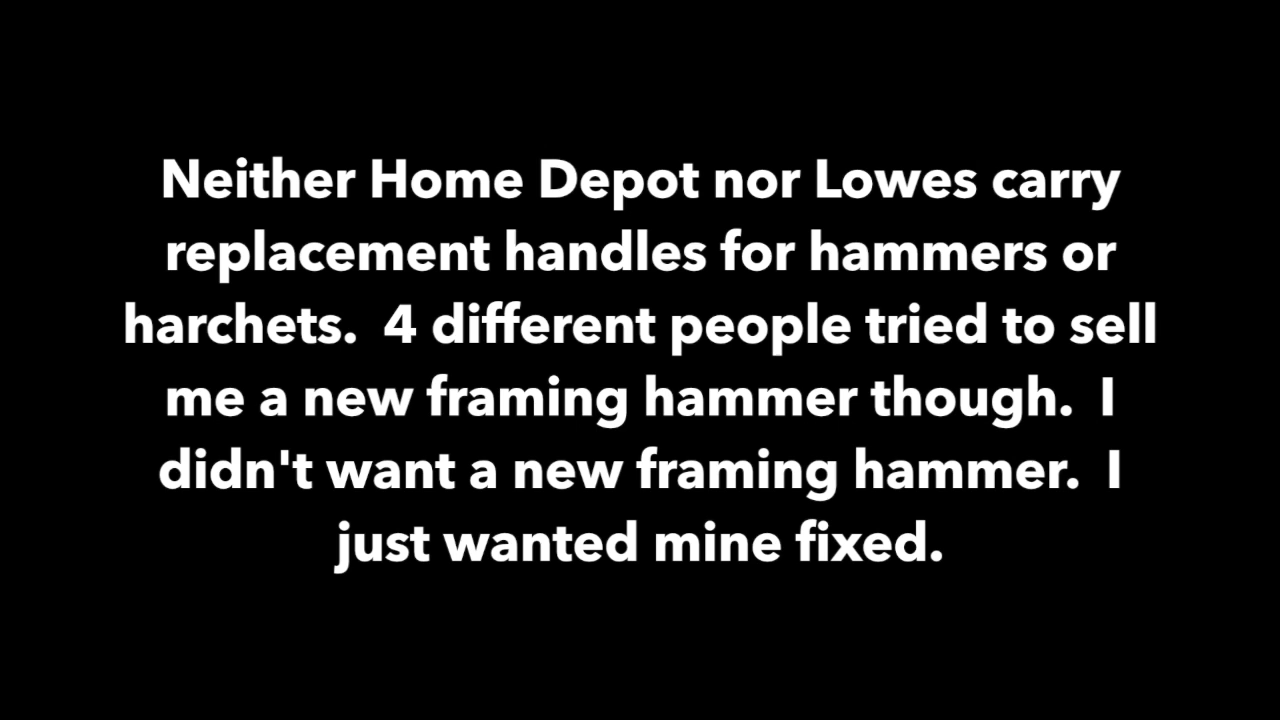 Neither Home Depot nor Lowes carry
replacement handles for hammers or
harchets.  4 different people tried to sell
me a new framing hammer though.  I
didn't want a new framing hammer.  I
just wanted mine fixed.